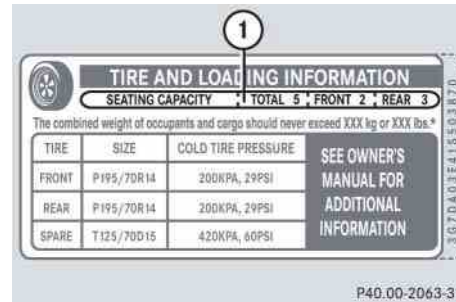 1
TIRE AND LOADING INFORMATION
SEATING CAPACITY TOTAL 5 FRONT 2 REAR 3
The combined weight of occupants and cargo should never exceed XXX kg or XXX lbs.*
TIRE SIZE COLD TIRE PRESSURE
FRONT P195/70R14 200KPA, 29PSI
REAR P195/70R14 200KPA, 29PSI
SPARE T125/70D15 420KPA, 60PSI
SEE OWNER'S
MANUAL FOR
ADDITIONAL
INFORMATION
3G7DA03E41S503870
P40.00-2063-3